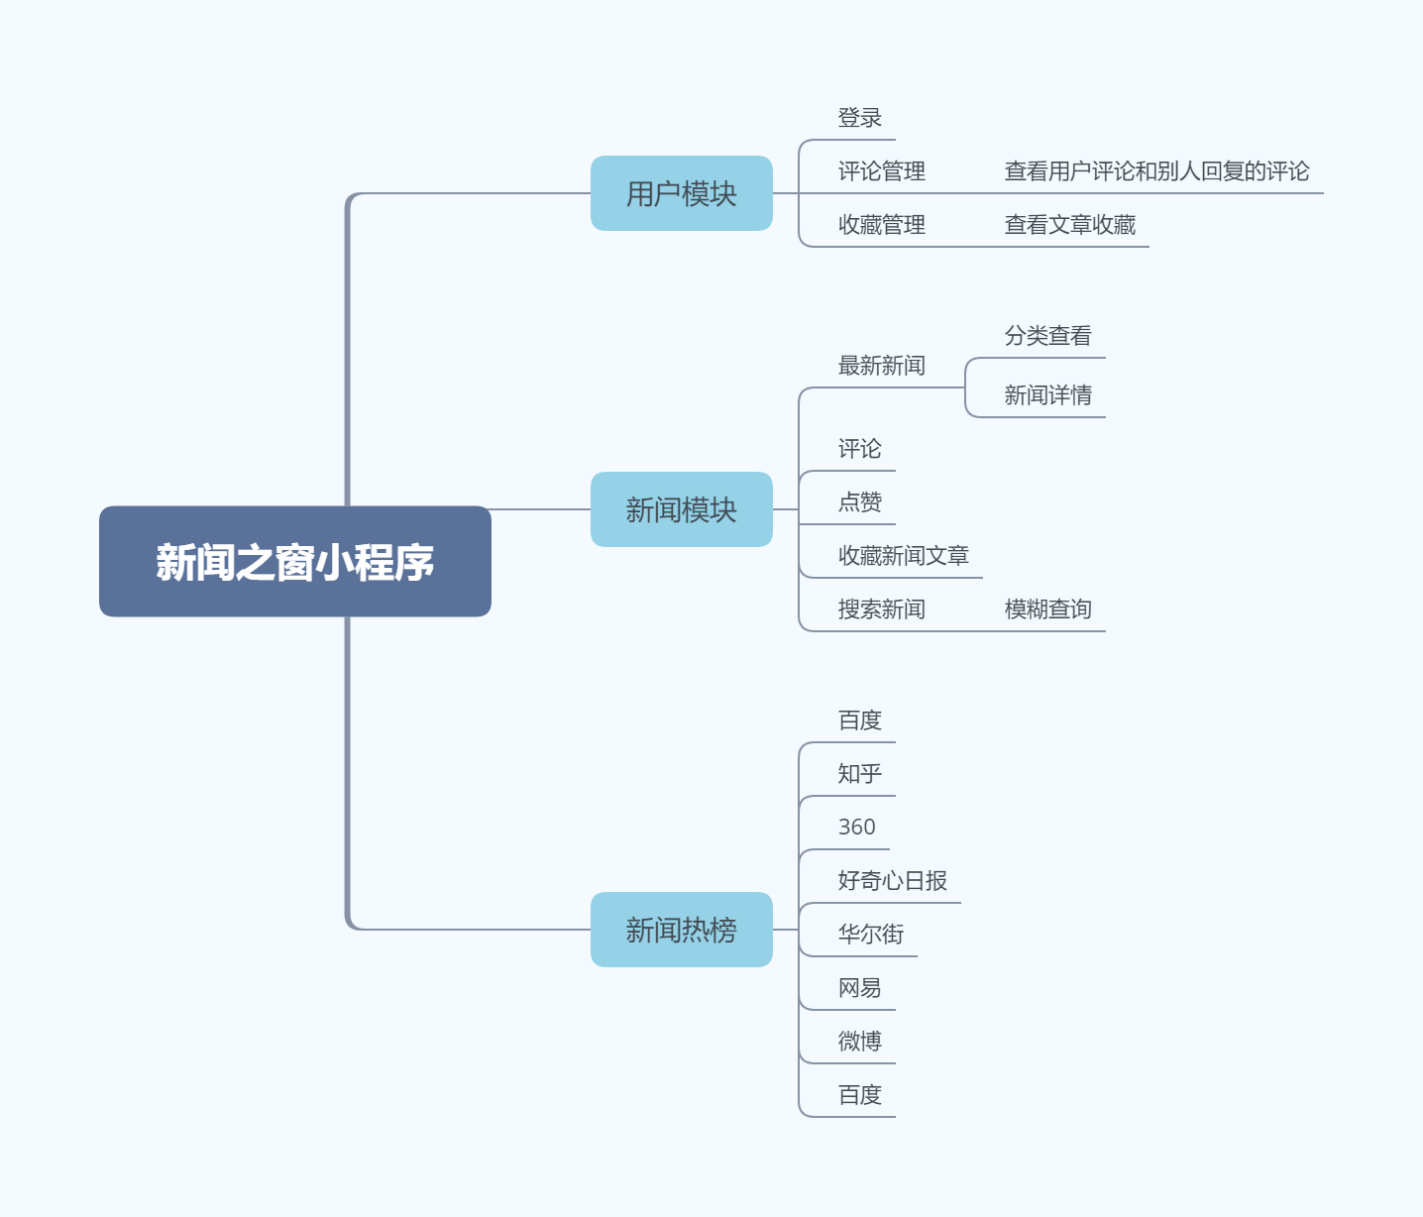 新闻之窗小程序
用户模块
登录
评论管理
查看用户评论和别人回复的评论
收藏管理
查看文章收藏
新闻模块
最新新闻
分类查看
新闻详情
评论
点赞
收藏新闻文章
搜索新闻
模糊查询
新闻热榜
百度
知乎
360
好奇心日报
华尔街
网易
微博
百度